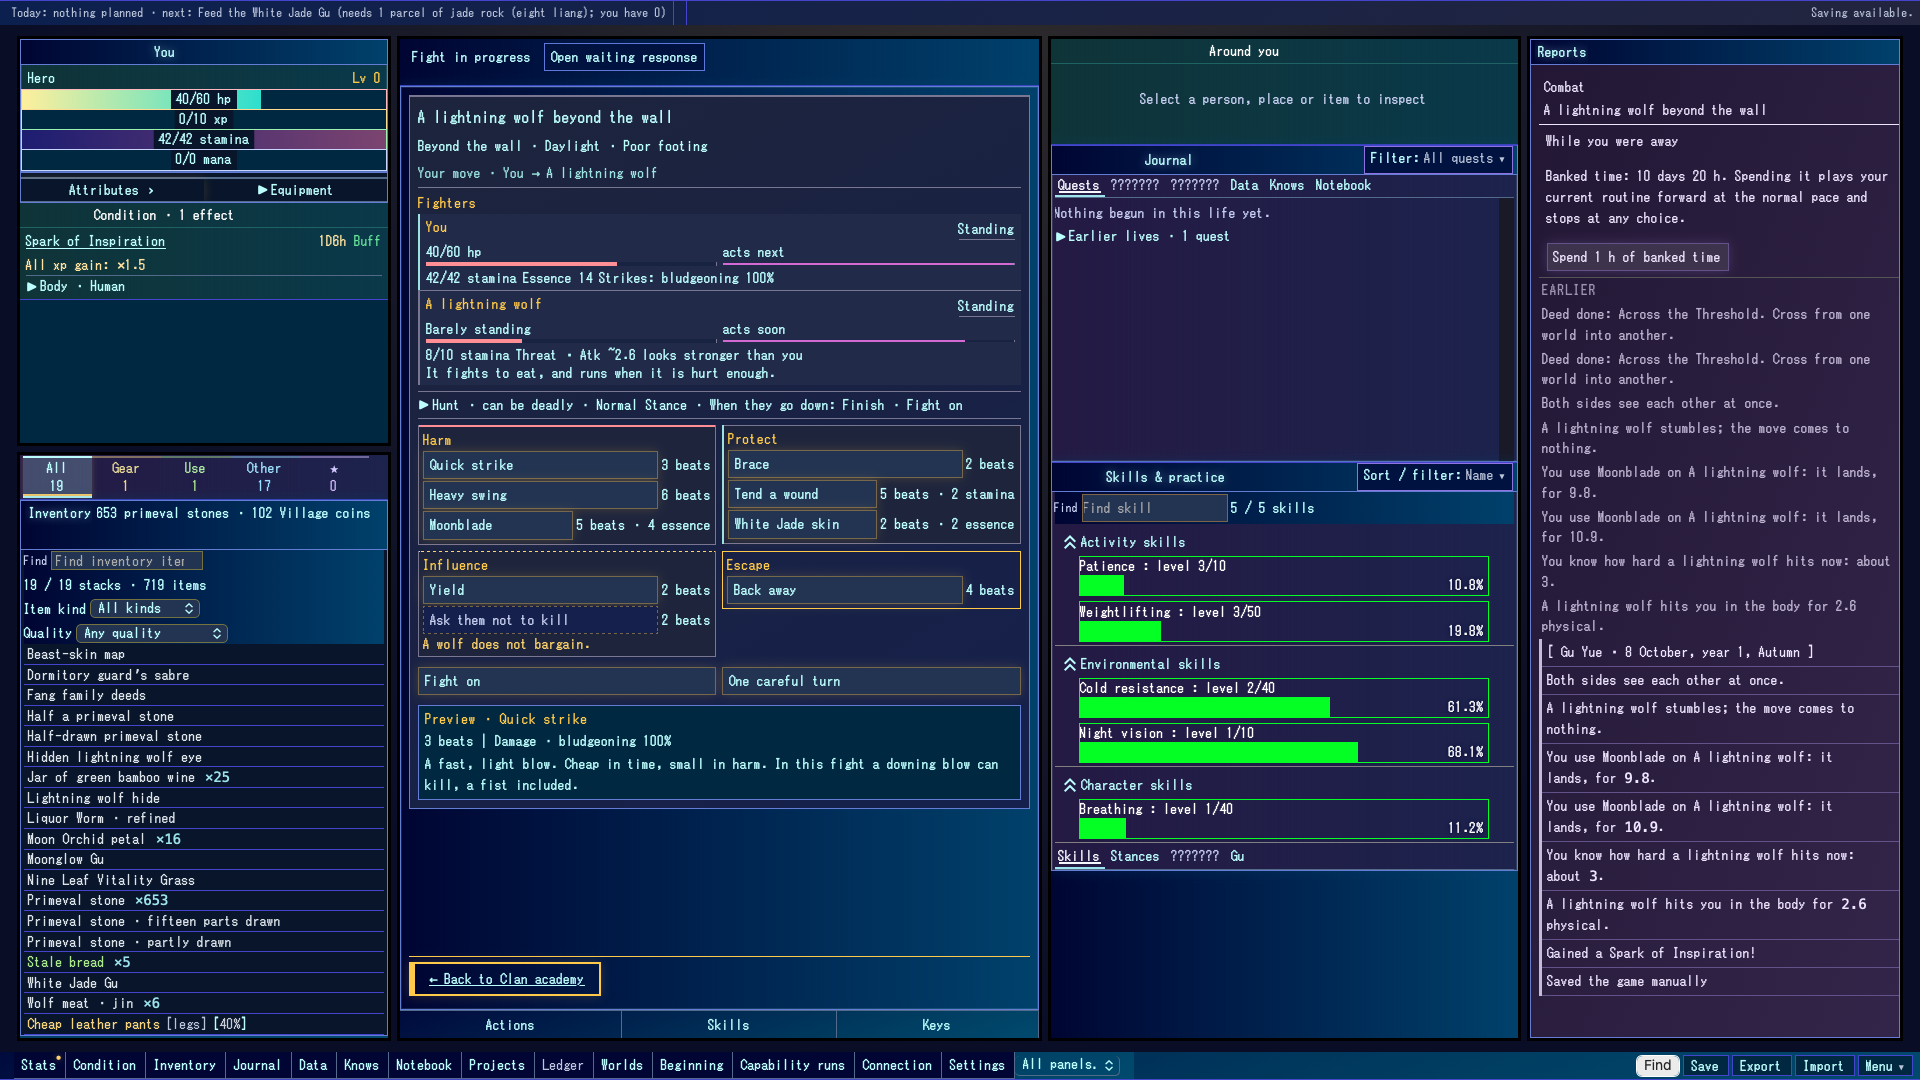 Today: nothing planned · next: Feed the White Jade Gu (needs 1 parcel of jade rock (eight liang); you have 0)
Saving available.
You
Hero
Lv 0
40/60 hp
0/10 xp
42/42 stamina
0/0 mana
Attributes ›
▶Equipment
Condition · 1 effect
Spark of Inspiration
1D6h Buff
All xp gain: ×1.5
▶Body · Human
All
19
Gear
1
Use
1
Other
17
★
0
Inventory 653 primeval stones · 102 Village coins
Find
Find inventory iter
19 / 19 stacks · 719 items
Item kind All kinds
Quality Any quality
Beast-skin map
Dormitory guard's sabre
Fang family deeds
Half a primeval stone
Half-drawn primeval stone
Hidden lightning wolf eye
Jar of green bamboo wine ×25
Lightning wolf hide
Liquor Worm · refined
Moon Orchid petal ×16
Moonglow Gu
Nine Leaf Vitality Grass
Primeval stone ×653
Primeval stone · fifteen parts drawn
Primeval stone · partly drawn
Stale bread ×5
White Jade Gu
Wolf meat · jin ×6
Cheap leather pants [legs] [40%]
Fight in progress
Open waiting response
A lightning wolf beyond the wall
Beyond the wall · Daylight · Poor footing
Your move · You → A lightning wolf
Fighters
You
Standing
40/60 hp
acts next
42/42 stamina Essence 14 Strikes: bludgeoning 100%
A lightning wolf
Standing
Barely standing
acts soon
8/10 stamina Threat · Atk ~2.6 looks stronger than you
It fights to eat, and runs when it is hurt enough.
▶Hunt · can be deadly · Normal Stance · When they go down: Finish · Fight on
Harm
Quick strike
3 beats
Heavy swing
6 beats
Moonblade
5 beats · 4 essence
Protect
Brace
2 beats
Tend a wound
5 beats · 2 stamina
White Jade skin
2 beats · 2 essence
Influence
Yield
2 beats
Ask them not to kill
2 beats
A wolf does not bargain.
Escape
Back away
4 beats
Fight on
One careful turn
Preview · Quick strike
3 beats | Damage · bludgeoning 100%
A fast, light blow. Cheap in time, small in harm. In this fight a downing blow can
kill, a fist included.
← Back to Clan academy
Actions
Skills
Keys
Around you
Select a person, place or item to inspect
Journal
Filter: All quests ▾
Quests ??????? ??????? Data Knows Notebook
Nothing begun in this life yet.
▶Earlier lives · 1 quest
Skills & practice
Sort / filter: Name ▾
Find
Find skill
5 / 5 skills
Activity skills
Patience : level 3/10
10.8%
Weightlifting : level 3/50
19.8%
Environmental skills
Cold resistance : level 2/40
61.3%
Night vision : level 1/10
68.1%
Character skills
Breathing : level 1/40
11.2%
Skills Stances ??????? Gu
Reports
Combat
A lightning wolf beyond the wall
While you were away
Banked time: 10 days 20 h. Spending it plays your
current routine forward at the normal pace and
stops at any choice.
Spend 1 h of banked time
EARLIER
Deed done: Across the Threshold. Cross from one
world into another.
Deed done: Across the Threshold. Cross from one
world into another.
Both sides see each other at once.
A lightning wolf stumbles; the move comes to
nothing.
You use Moonblade on A lightning wolf: it lands,
for 9.8.
You use Moonblade on A lightning wolf: it lands,
for 10.9.
You know how hard a lightning wolf hits now: about
3.
A lightning wolf hits you in the body for 2.6
physical.
[ Gu Yue · 8 October, year 1, Autumn ]
Both sides see each other at once.
A lightning wolf stumbles; the move comes to
nothing.
You use Moonblade on A lightning wolf: it
lands, for 9.8.
You use Moonblade on A lightning wolf: it
lands, for 10.9.
You know how hard a lightning wolf hits now:
about 3.
A lightning wolf hits you in the body for 2.6
physical.
Gained a Spark of Inspiration!
Saved the game manually
Stats Condition Inventory Journal Data Knows Notebook Projects Ledger Worlds Beginning Capability runs Connection Settings All panels.
Find Save Export Import Menu ▾